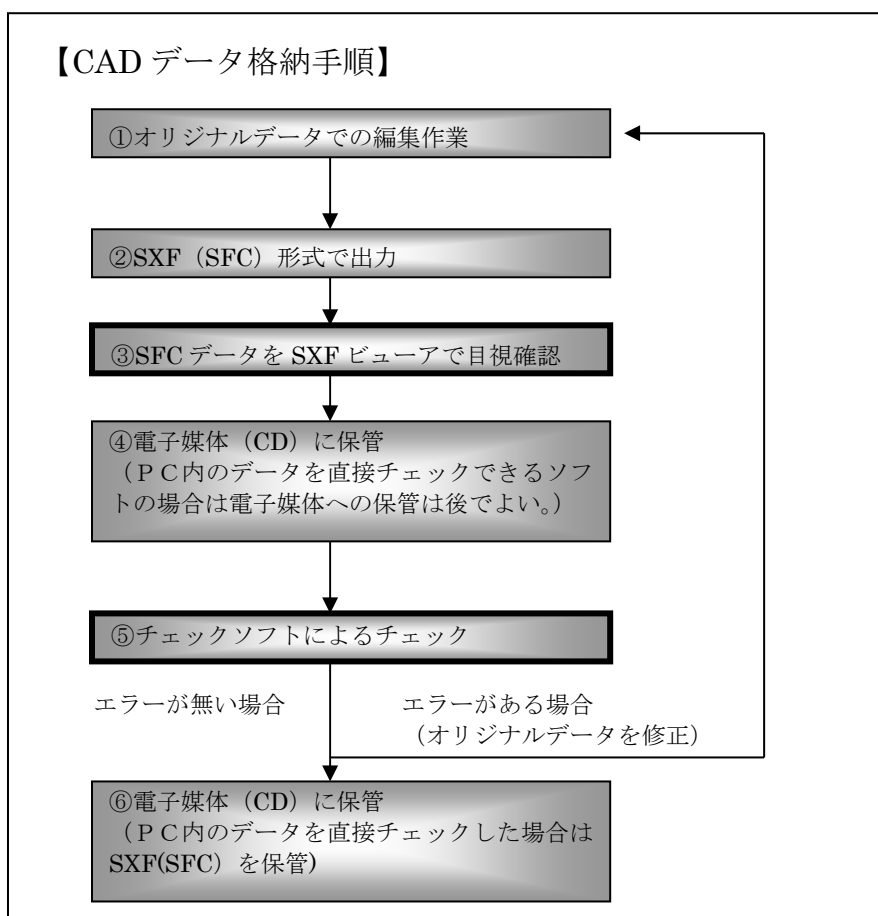 【CAD データ格納手順】
①オリジナルデータでの編集作業
②SXF（SFC）形式で出力
③SFC データを SXF ビューアで目視確認
④電子媒体（CD）に保管
（ＰＣ内のデータを直接チェックできるソフ
トの場合は電子媒体への保管は後でよい。）
⑤チェックソフトによるチェック
エラーが無い場合
エラーがある場合
（オリジナルデータを修正）
⑥電子媒体（CD）に保管
（ＰＣ内のデータを直接チェックした場合は
SXF(SFC）を保管)